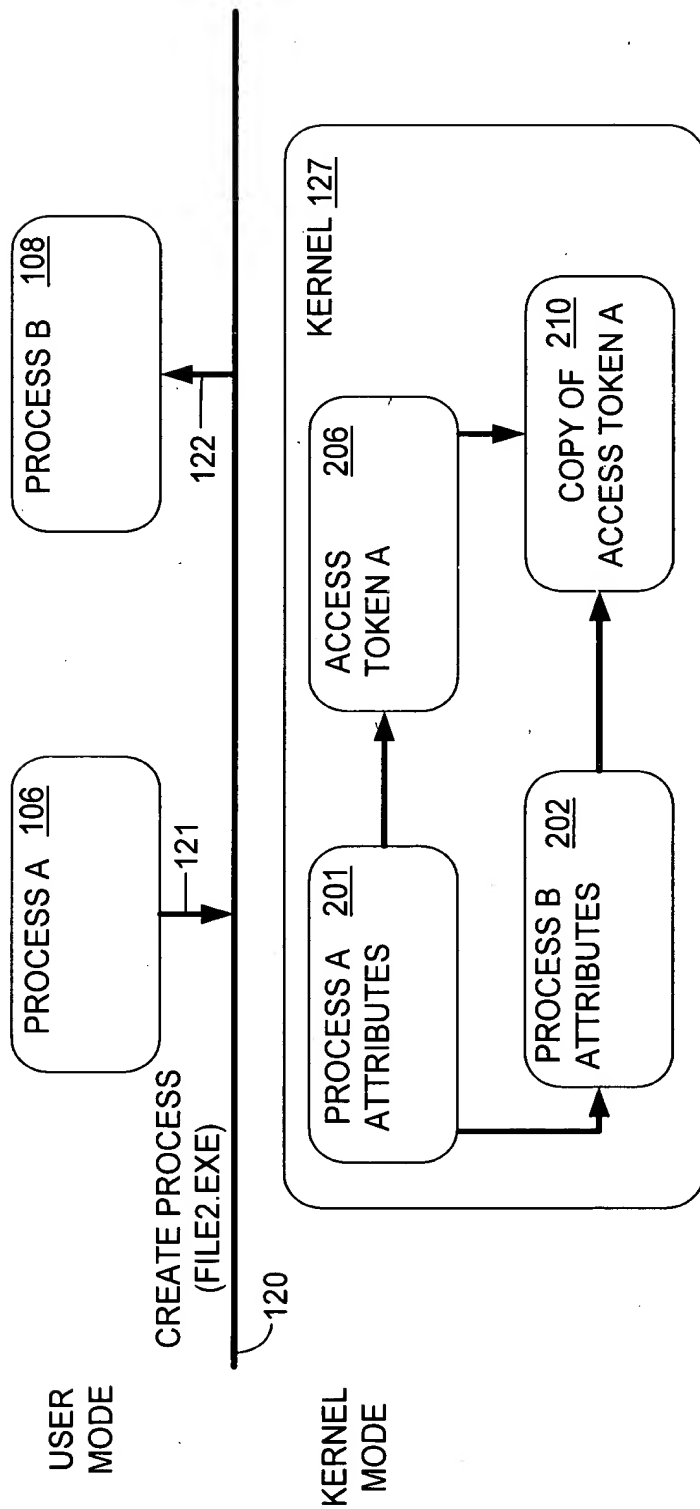 USER
MODE
PROCESS A 106
PROCESS B 108
CREATE PROCESS
(FILE2.EXE)
121
122
120
KERNEL
MODE
KERNEL 127
PROCESS A 201
ATTRIBUTES
ACCESS 206
TOKEN A
PROCESS B 202
ATTRIBUTES
COPY OF 210
ACCESS TOKEN A